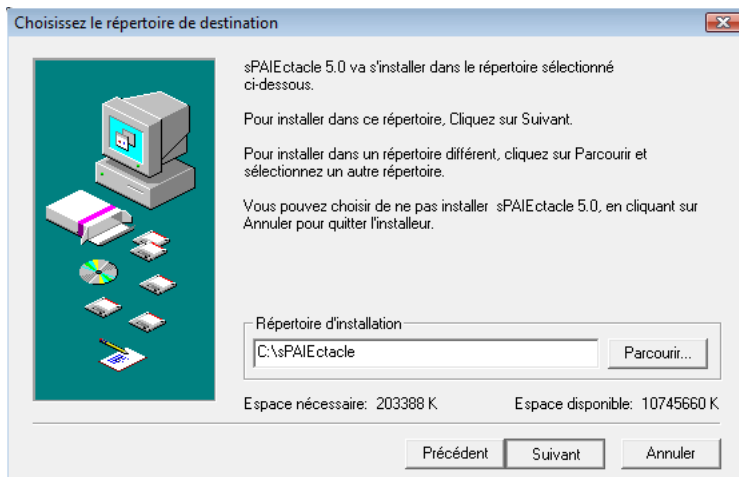 Choisissez le répertoire de destination
sPAIEctacle 5.0 va s'installer dans le répertoire sélectionné
ci-dessous.
Pour installer dans ce répertoire, Cliquez sur Suivant.
Pour installer dans un répertoire différent, cliquez sur Parcourir et
sélectionnez un autre répertoire.
Vous pouvez choisir de ne pas installer sPAIEctacle 5.0, en cliquant sur
Annuler pour quitter l'installeur.
Répertoire d'installation
C:\sPAIEctacle
Parcourir...
Espace nécessaire: 203388 K Espace disponible: 10745660 K
Précédent Suivant Annuler